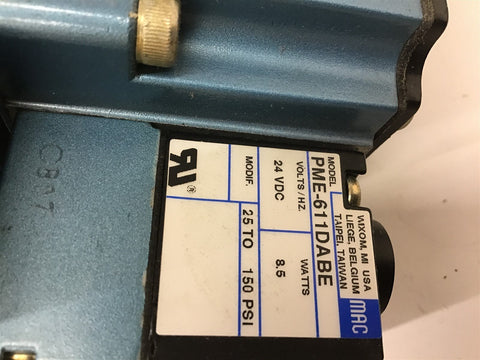 MAC
WIXOM, MI USA
LIEGE, BELGIUM
TAIPEI, TAIWAN
MODEL
PME-611DABE
VOLTS / HZ. WATTS
24 VDC 8.5
MODIF.
25 TO 150 PSI